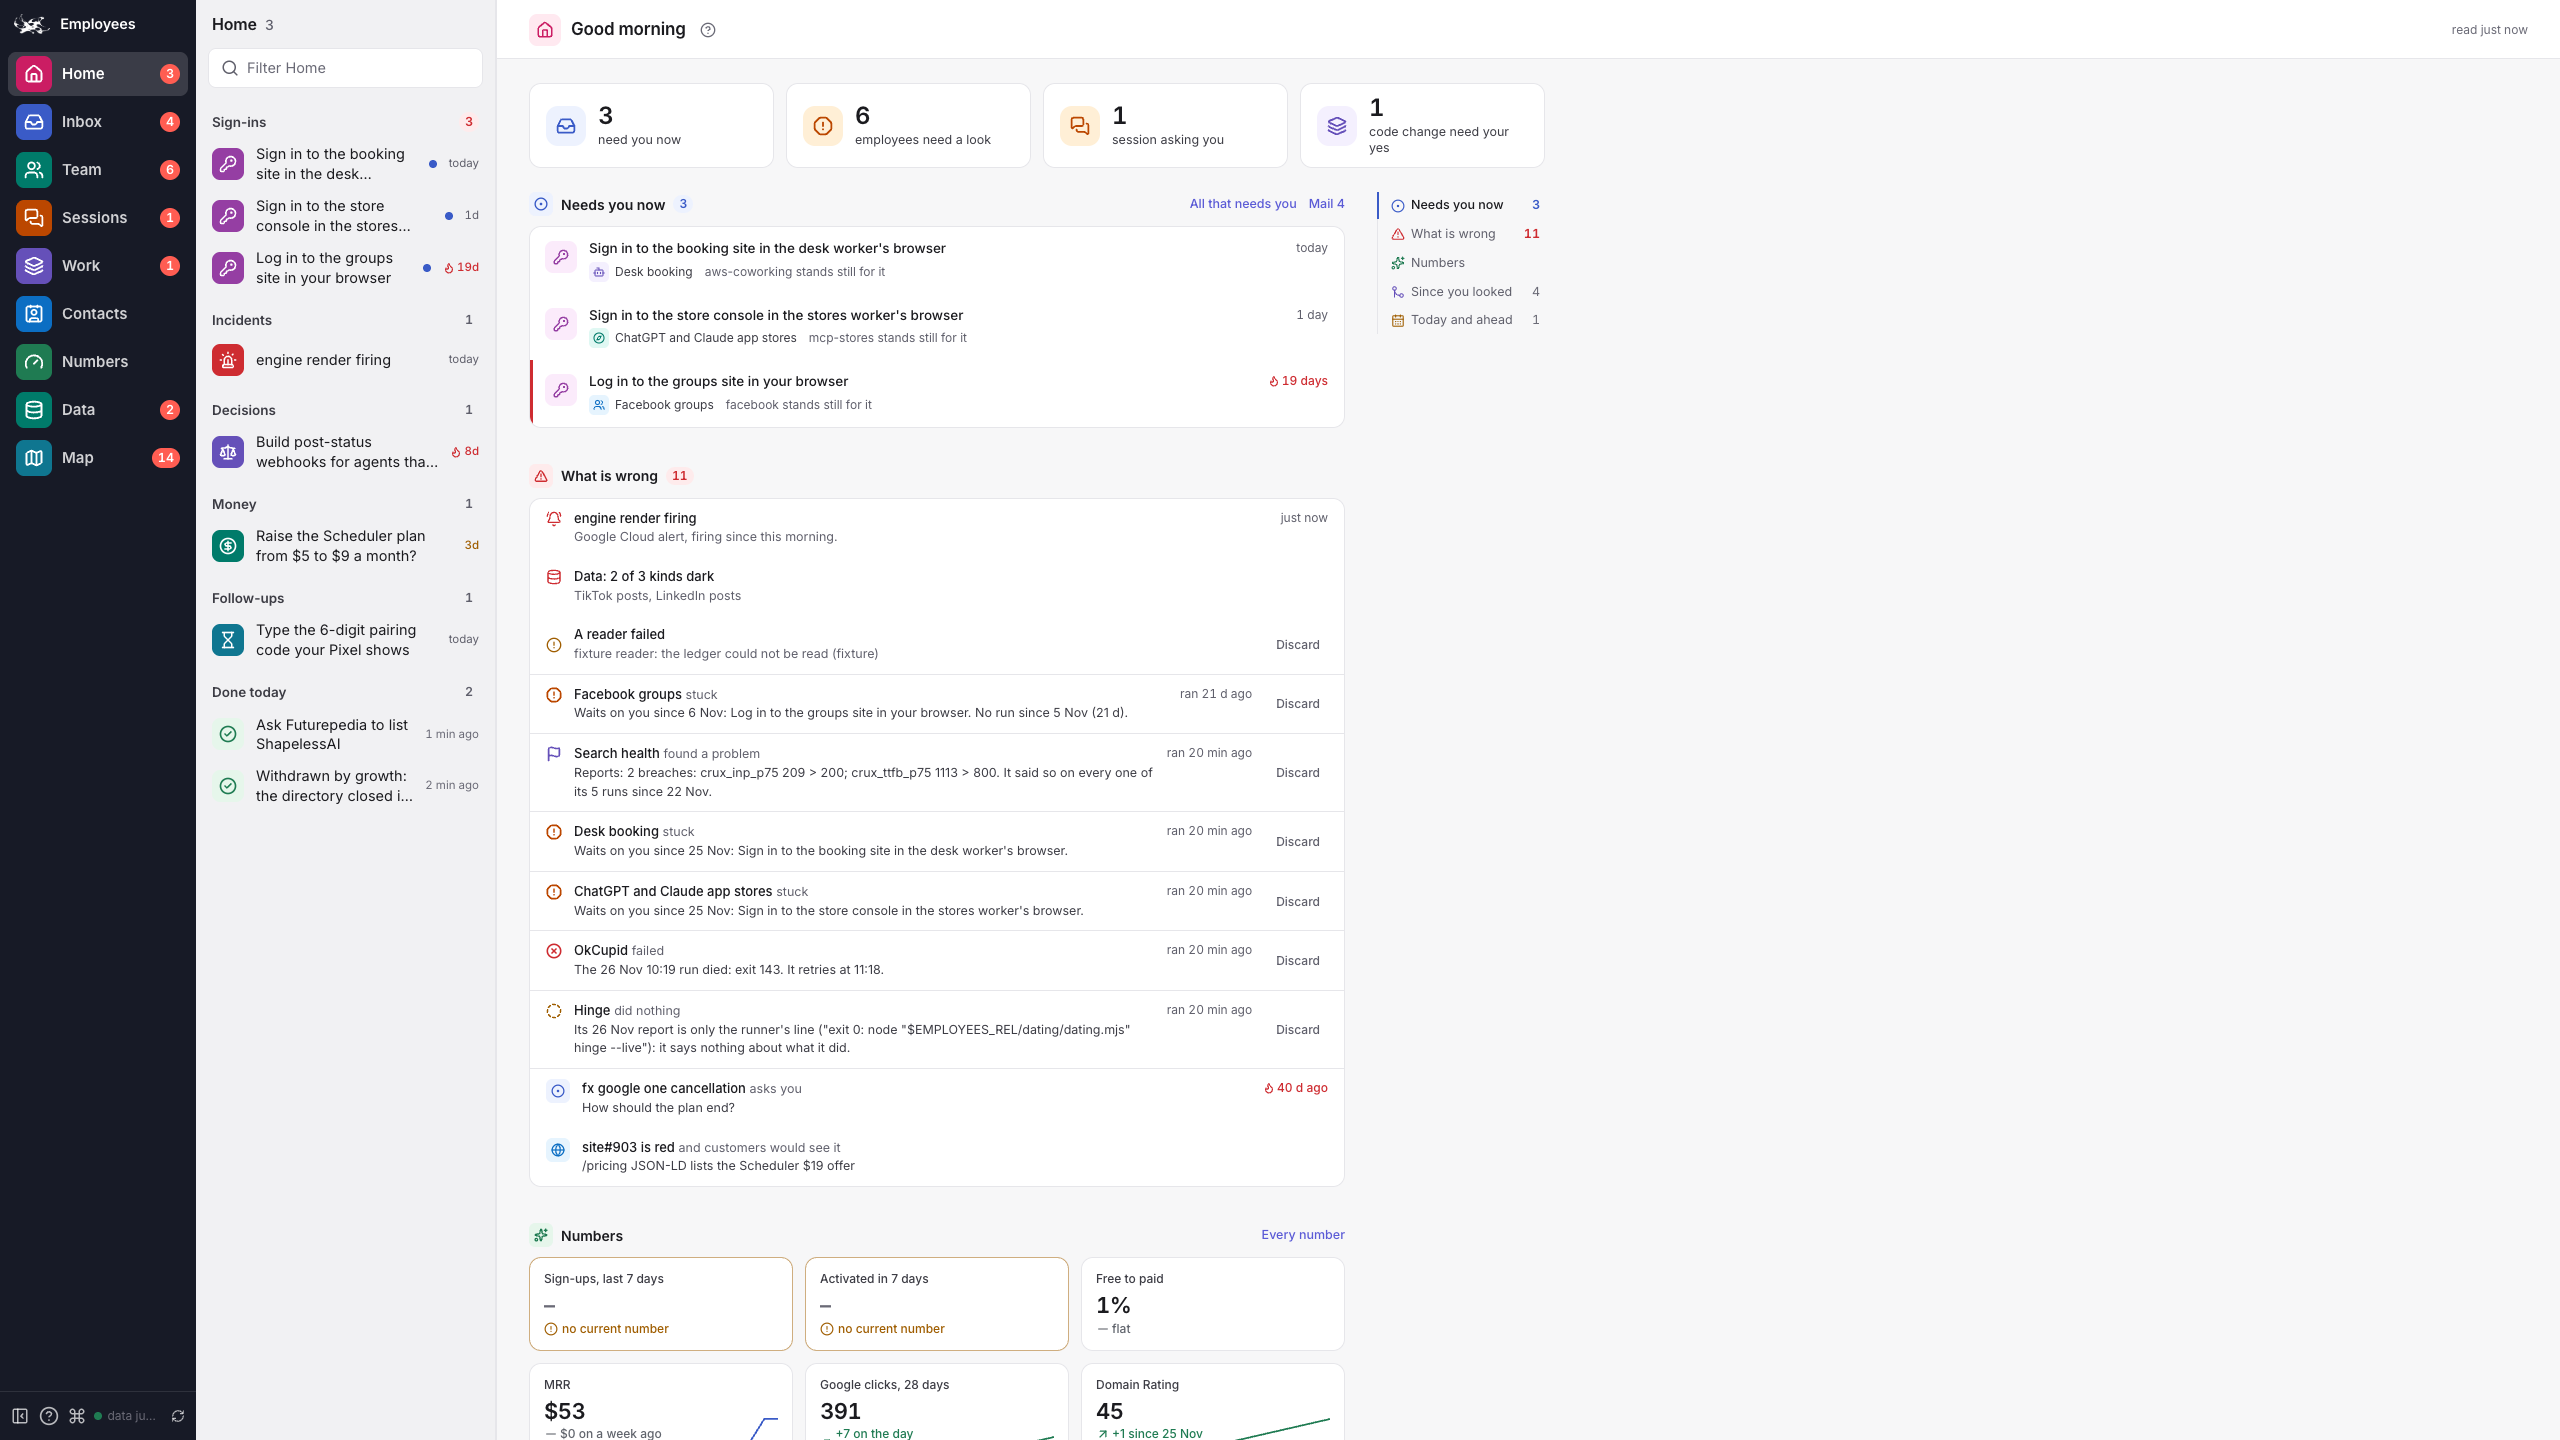 Employees
Home 3
Inbox 4
Team 6
Sessions 1
Work 1
Contacts
Numbers
Data 2
Map 14
data ju...
Home 3
Filter Home
Sign-ins 3
Sign in to the booking
site in the desk...
today
Sign in to the store
console in the stores...
1d
Log in to the groups
site in your browser
19d
Incidents 1
engine render firing today
Decisions 1
Build post-status
webhooks for agents tha...
8d
Money 1
Raise the Scheduler plan
from $5 to $9 a month?
3d
Follow-ups 1
Type the 6-digit pairing
code your Pixel shows
today
Done today 2
Ask Futurepedia to list
ShapelessAI
1 min ago
Withdrawn by growth:
the directory closed i...
2 min ago
Good morning
read just now
3
need you now
6
employees need a look
1
session asking you
1
code change need your
yes
Needs you now 3
All that needs you Mail 4
Sign in to the booking site in the desk worker's browser today
Desk booking aws-coworking stands still for it
Sign in to the store console in the stores worker's browser 1 day
ChatGPT and Claude app stores mcp-stores stands still for it
Log in to the groups site in your browser 19 days
Facebook groups facebook stands still for it
Needs you now 3
What is wrong 11
Numbers
Since you looked 4
Today and ahead 1
What is wrong 11
engine render firing just now
Google Cloud alert, firing since this morning.
Data: 2 of 3 kinds dark
TikTok posts, LinkedIn posts
A reader failed
fixture reader: the ledger could not be read (fixture)
Discard
Facebook groups stuck ran 21 d ago
Waits on you since 6 Nov: Log in to the groups site in your browser. No run since 5 Nov (21 d).
Discard
Search health found a problem ran 20 min ago
Reports: 2 breaches: crux_inp_p75 209 > 200; crux_ttfb_p75 1113 > 800. It said so on every one of
its 5 runs since 22 Nov.
Discard
Desk booking stuck ran 20 min ago
Waits on you since 25 Nov: Sign in to the booking site in the desk worker's browser.
Discard
ChatGPT and Claude app stores stuck ran 20 min ago
Waits on you since 25 Nov: Sign in to the store console in the stores worker's browser.
Discard
OkCupid failed ran 20 min ago
The 26 Nov 10:19 run died: exit 143. It retries at 11:18.
Discard
Hinge did nothing ran 20 min ago
Its 26 Nov report is only the runner's line ("exit 0: node "$EMPLOYEES_REL/dating/dating.mjs"
hinge --live"): it says nothing about what it did.
Discard
fx google one cancellation asks you 40 d ago
How should the plan end?
site#903 is red and customers would see it
/pricing JSON-LD lists the Scheduler $19 offer
Numbers
Every number
Sign-ups, last 7 days
–
no current number
Activated in 7 days
–
no current number
Free to paid
1%
flat
MRR
$53
$0 on a week ago
Google clicks, 28 days
391
+7 on the day
Domain Rating
45
+1 since 25 Nov